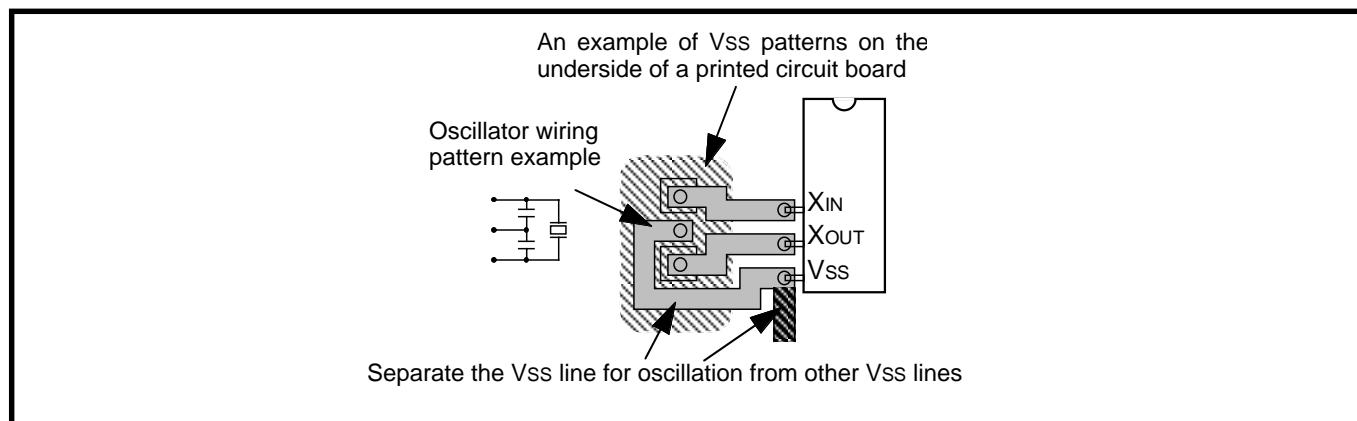 An example of VSS patterns on the
underside of a printed circuit board
Oscillator wiring
pattern example
XIN
XOUT
VSS
Separate the VSS line for oscillation from other VSS lines